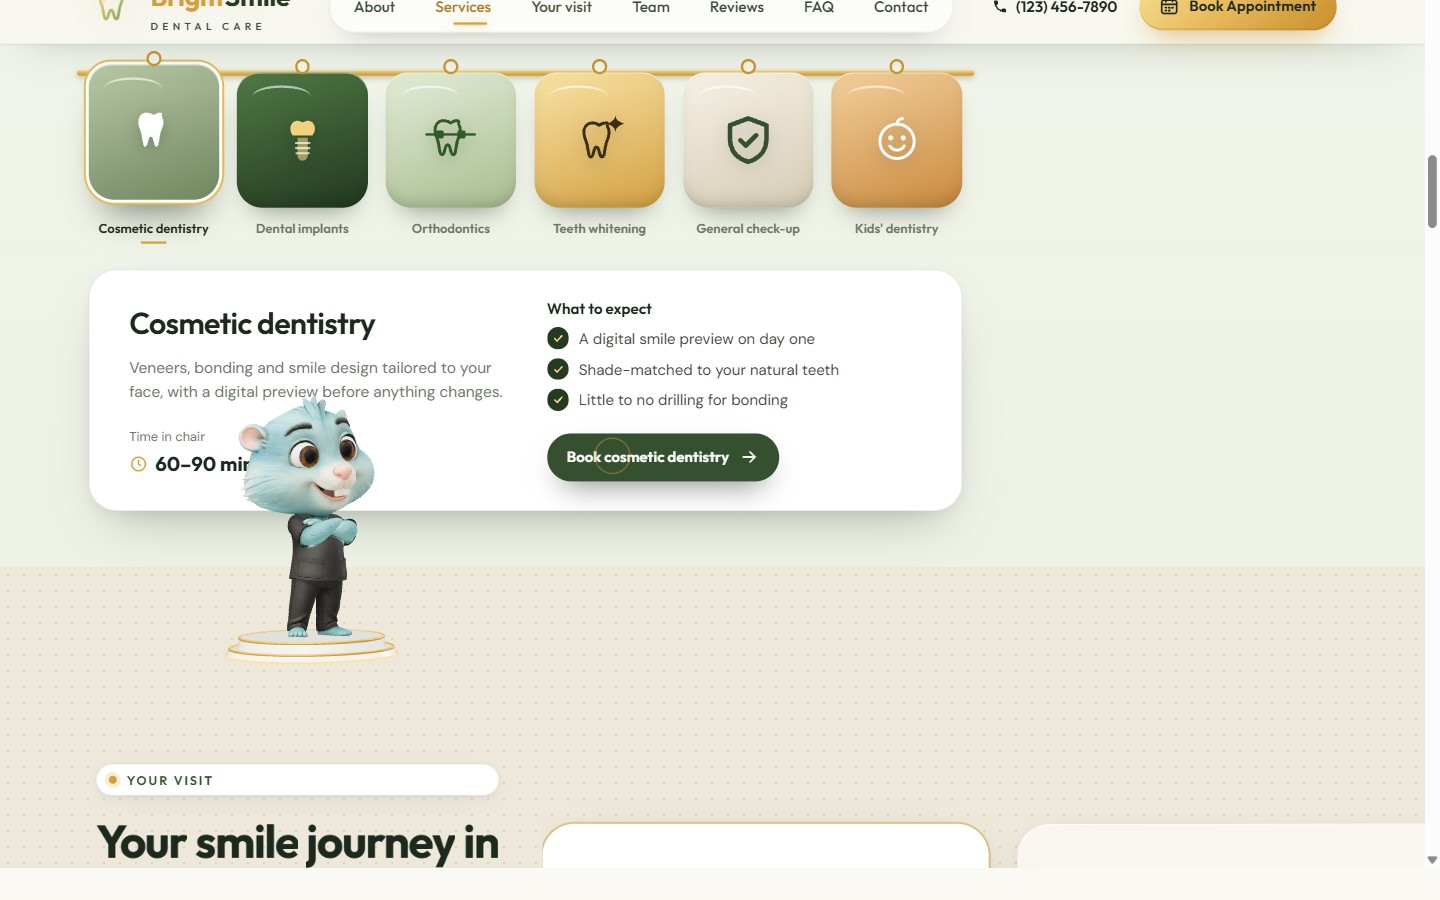 BrightSmile
DENTAL CARE
About
Services
Your visit
Team
Reviews
FAQ
Contact
(123) 456-7890
Book Appointment
Cosmetic dentistry
Dental implants
Orthodontics
Teeth whitening
General check-up
Kids' dentistry
Cosmetic dentistry
Veneers, bonding and smile design tailored to your
face, with a digital preview before anything changes.
Time in chair
60–90 min
What to expect
A digital smile preview on day one
Shade-matched to your natural teeth
Little to no drilling for bonding
Book cosmetic dentistry
YOUR VISIT
Your smile journey in